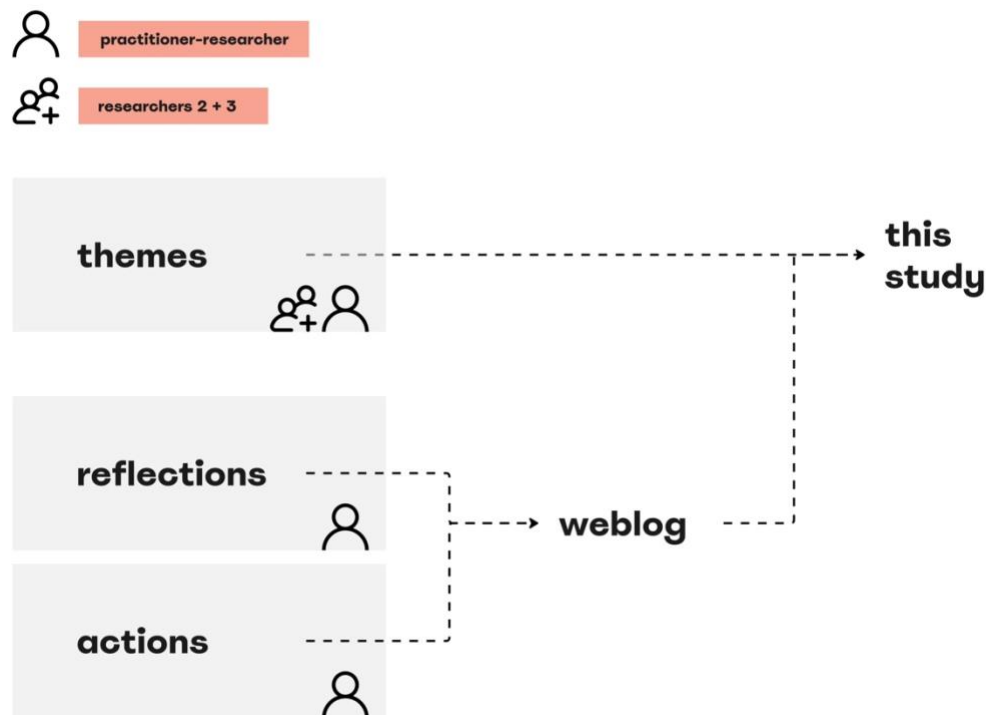 practitioner-researcher
researchers 2 + 3
themes
this
study
reflections
weblog
actions